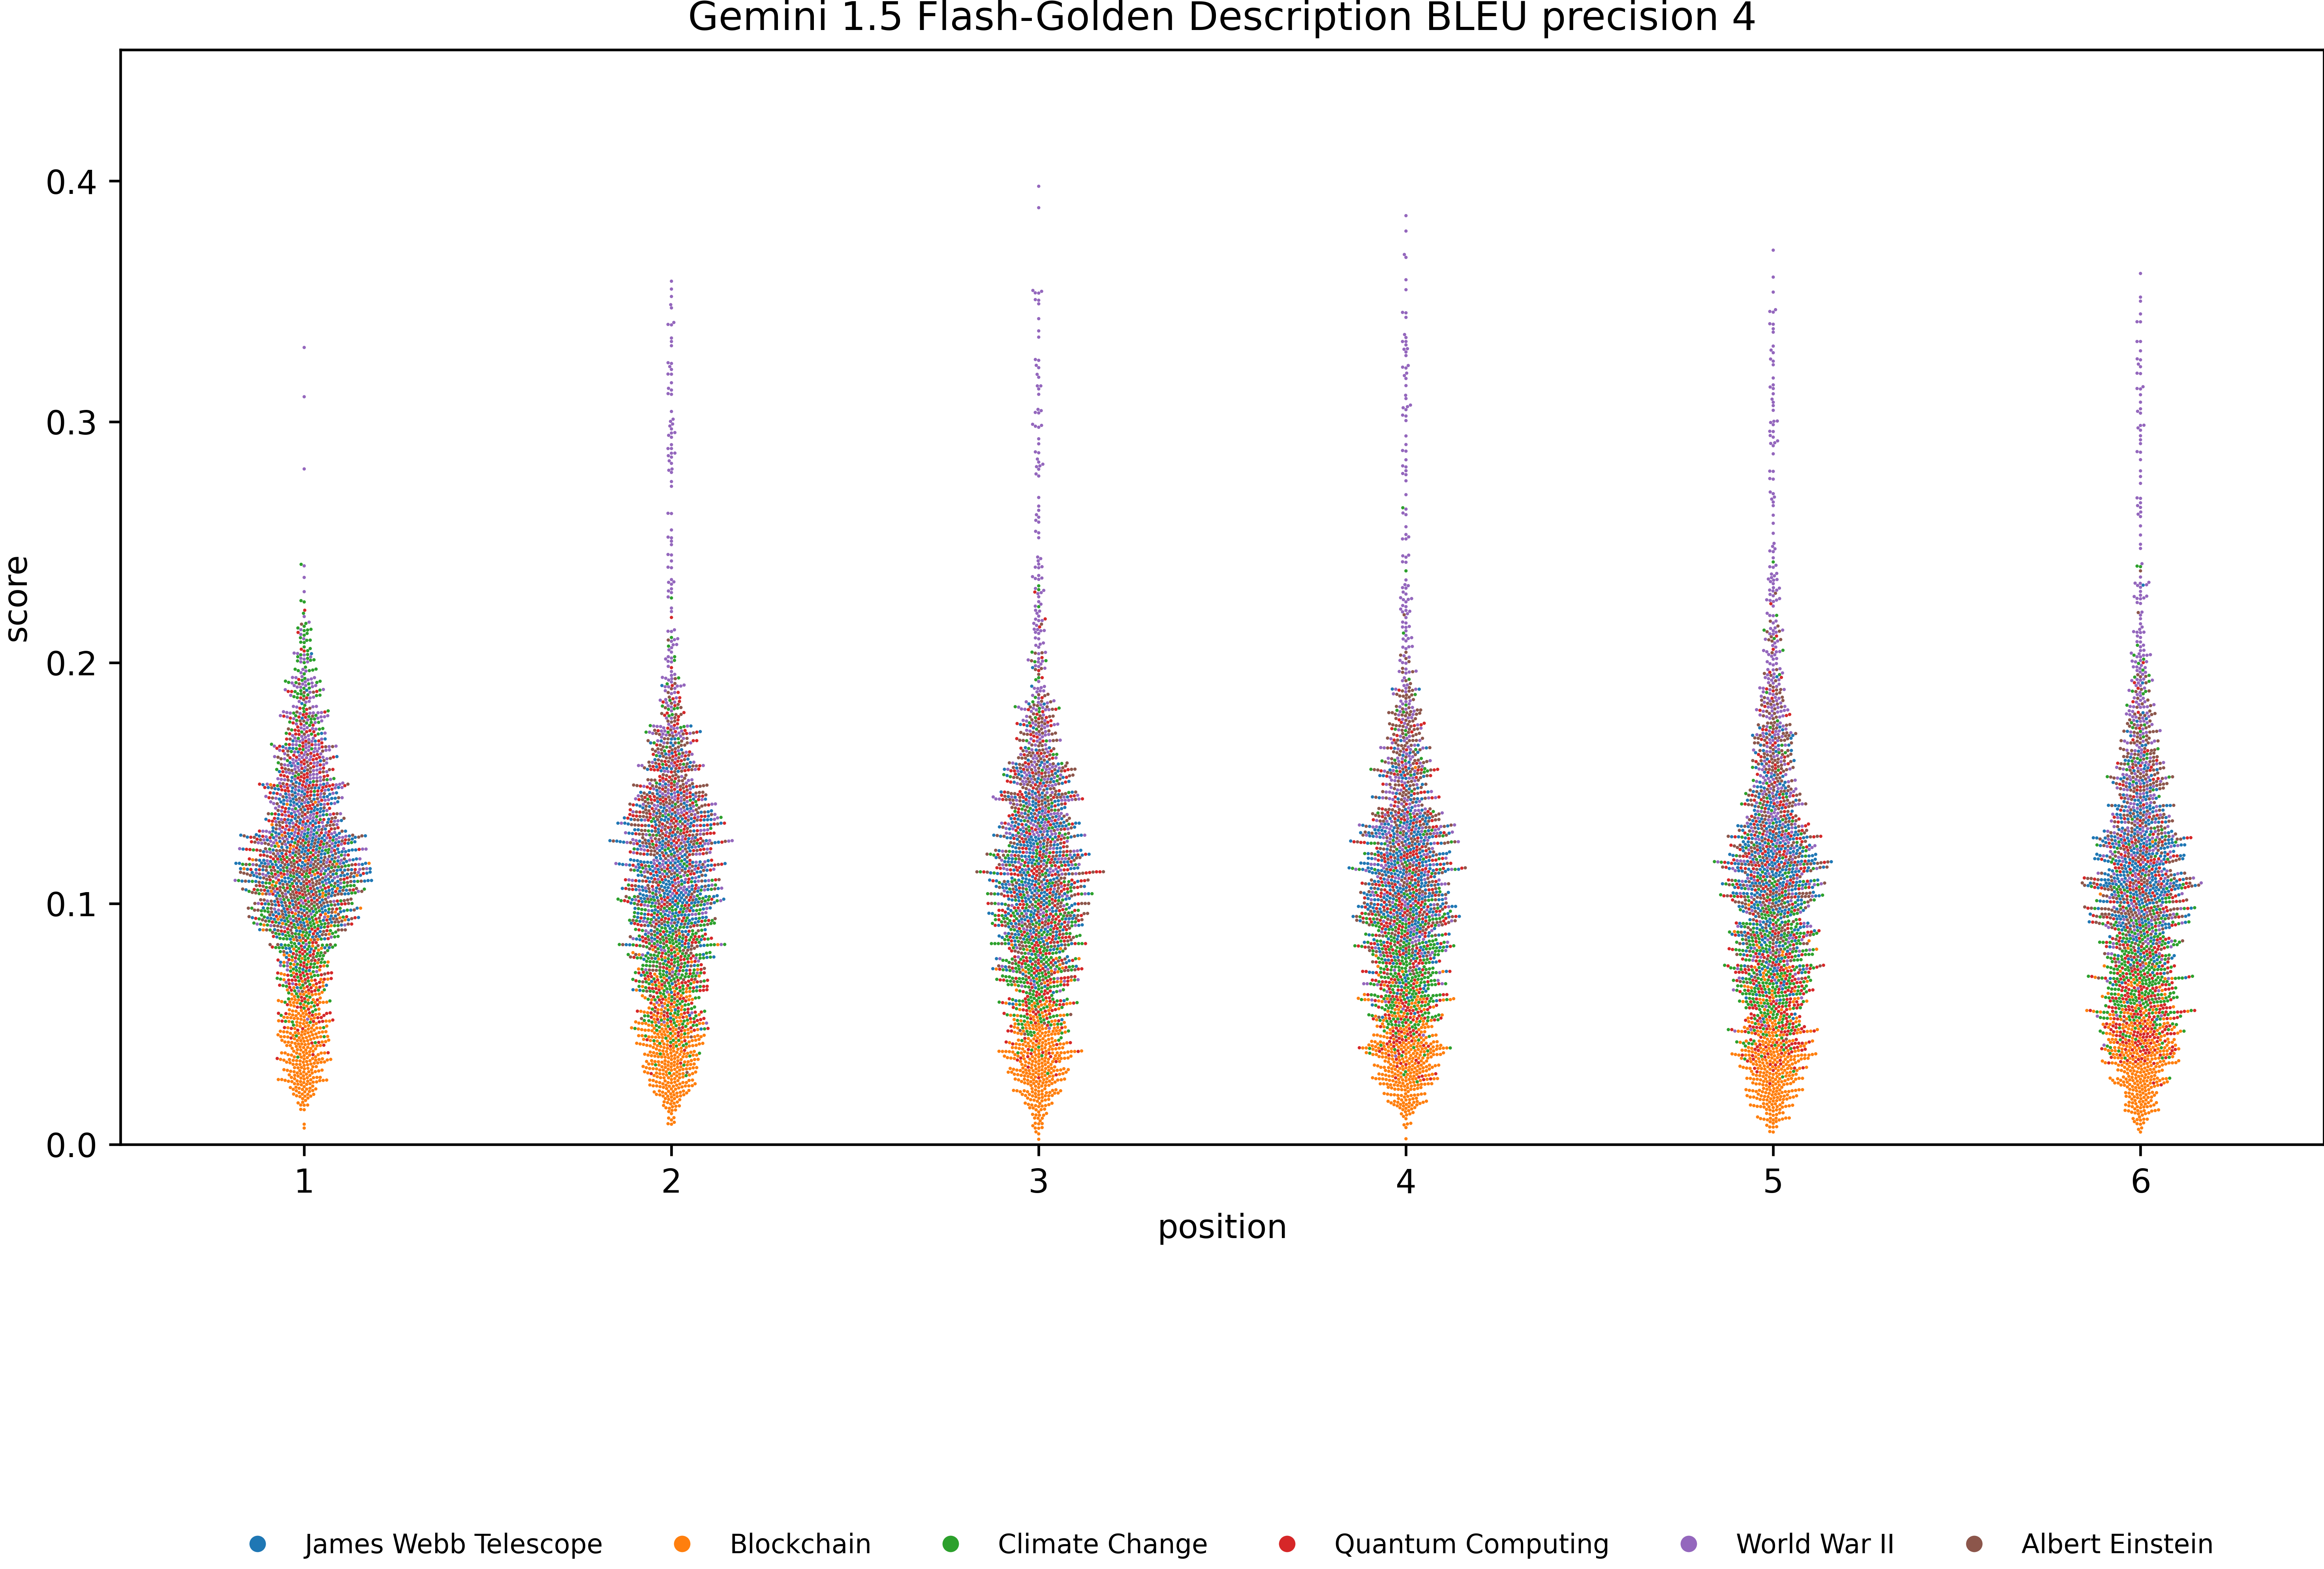 Gemini 1.5 Flash-Golden Description BLEU precision 4
0.4
0.3
0.2
0.1
0.0
score
1 2 3 4 5 6
position
James Webb Telescope Blockchain Climate Change Quantum Computing World War II Albert Einstein